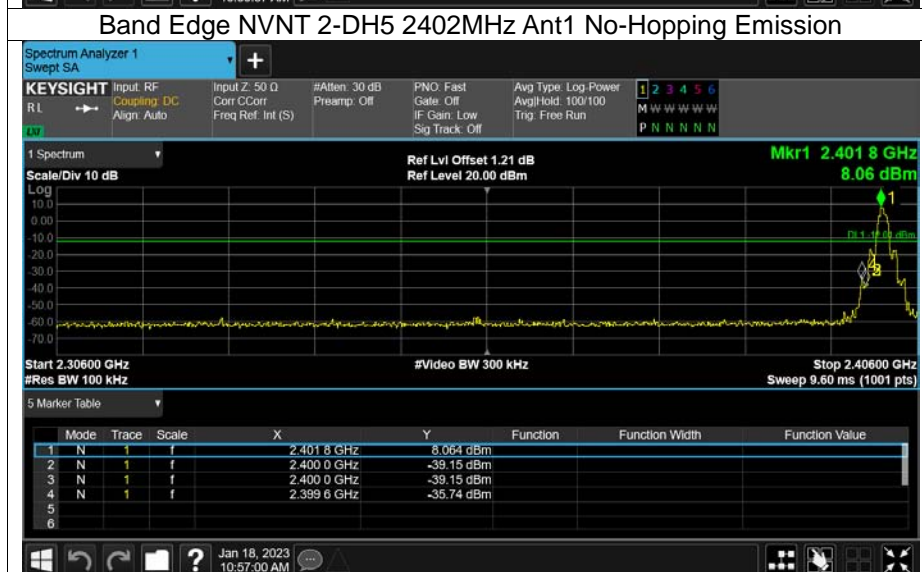 Band Edge NVNT 2-DH5 2402MHz Ant1 No-Hopping Emission
Spectrum Analyzer 1
Swept SA
+
KEYSIGHT Input: RF Input Z: 50 Ω #Atten: 30 dB PNO: Fast Avg Type: Log-Power 1 2 3 4 5 6
R L Coupling: DC Corr CCorr Preamp: Off Gate: Off Avg|Hold: 100/100 M W W W W W
Align: Auto Freq Ref: Int (S) IF Gain: Low Trig: Free Run
LXI Sig Track: Off P N N N N N
1 Spectrum Ref Lvl Offset 1.21 dB Mkr1 2.401 8 GHz
Scale/Div 10 dB Ref Level 20.00 dBm 8.06 dBm
Log
10.0
0.00
-10.0
-20.0
-30.0
-40.0
-50.0
-60.0
-70.0
1
Start 2.30600 GHz #Video BW 300 kHz Stop 2.40600 GHz
#Res BW 100 kHz Sweep 9.60 ms (1001 pts)
5 Marker Table
Mode Trace Scale X Y Function Function Width Function Value
1 N 1 f 2.401 8 GHz 8.064 dBm
2 N 1 f 2.400 0 GHz -39.15 dBm
3 N 1 f 2.400 0 GHz -39.15 dBm
4 N 1 f 2.399 6 GHz -35.74 dBm
5
6
? Jan 18, 2023
10:57:00 AM